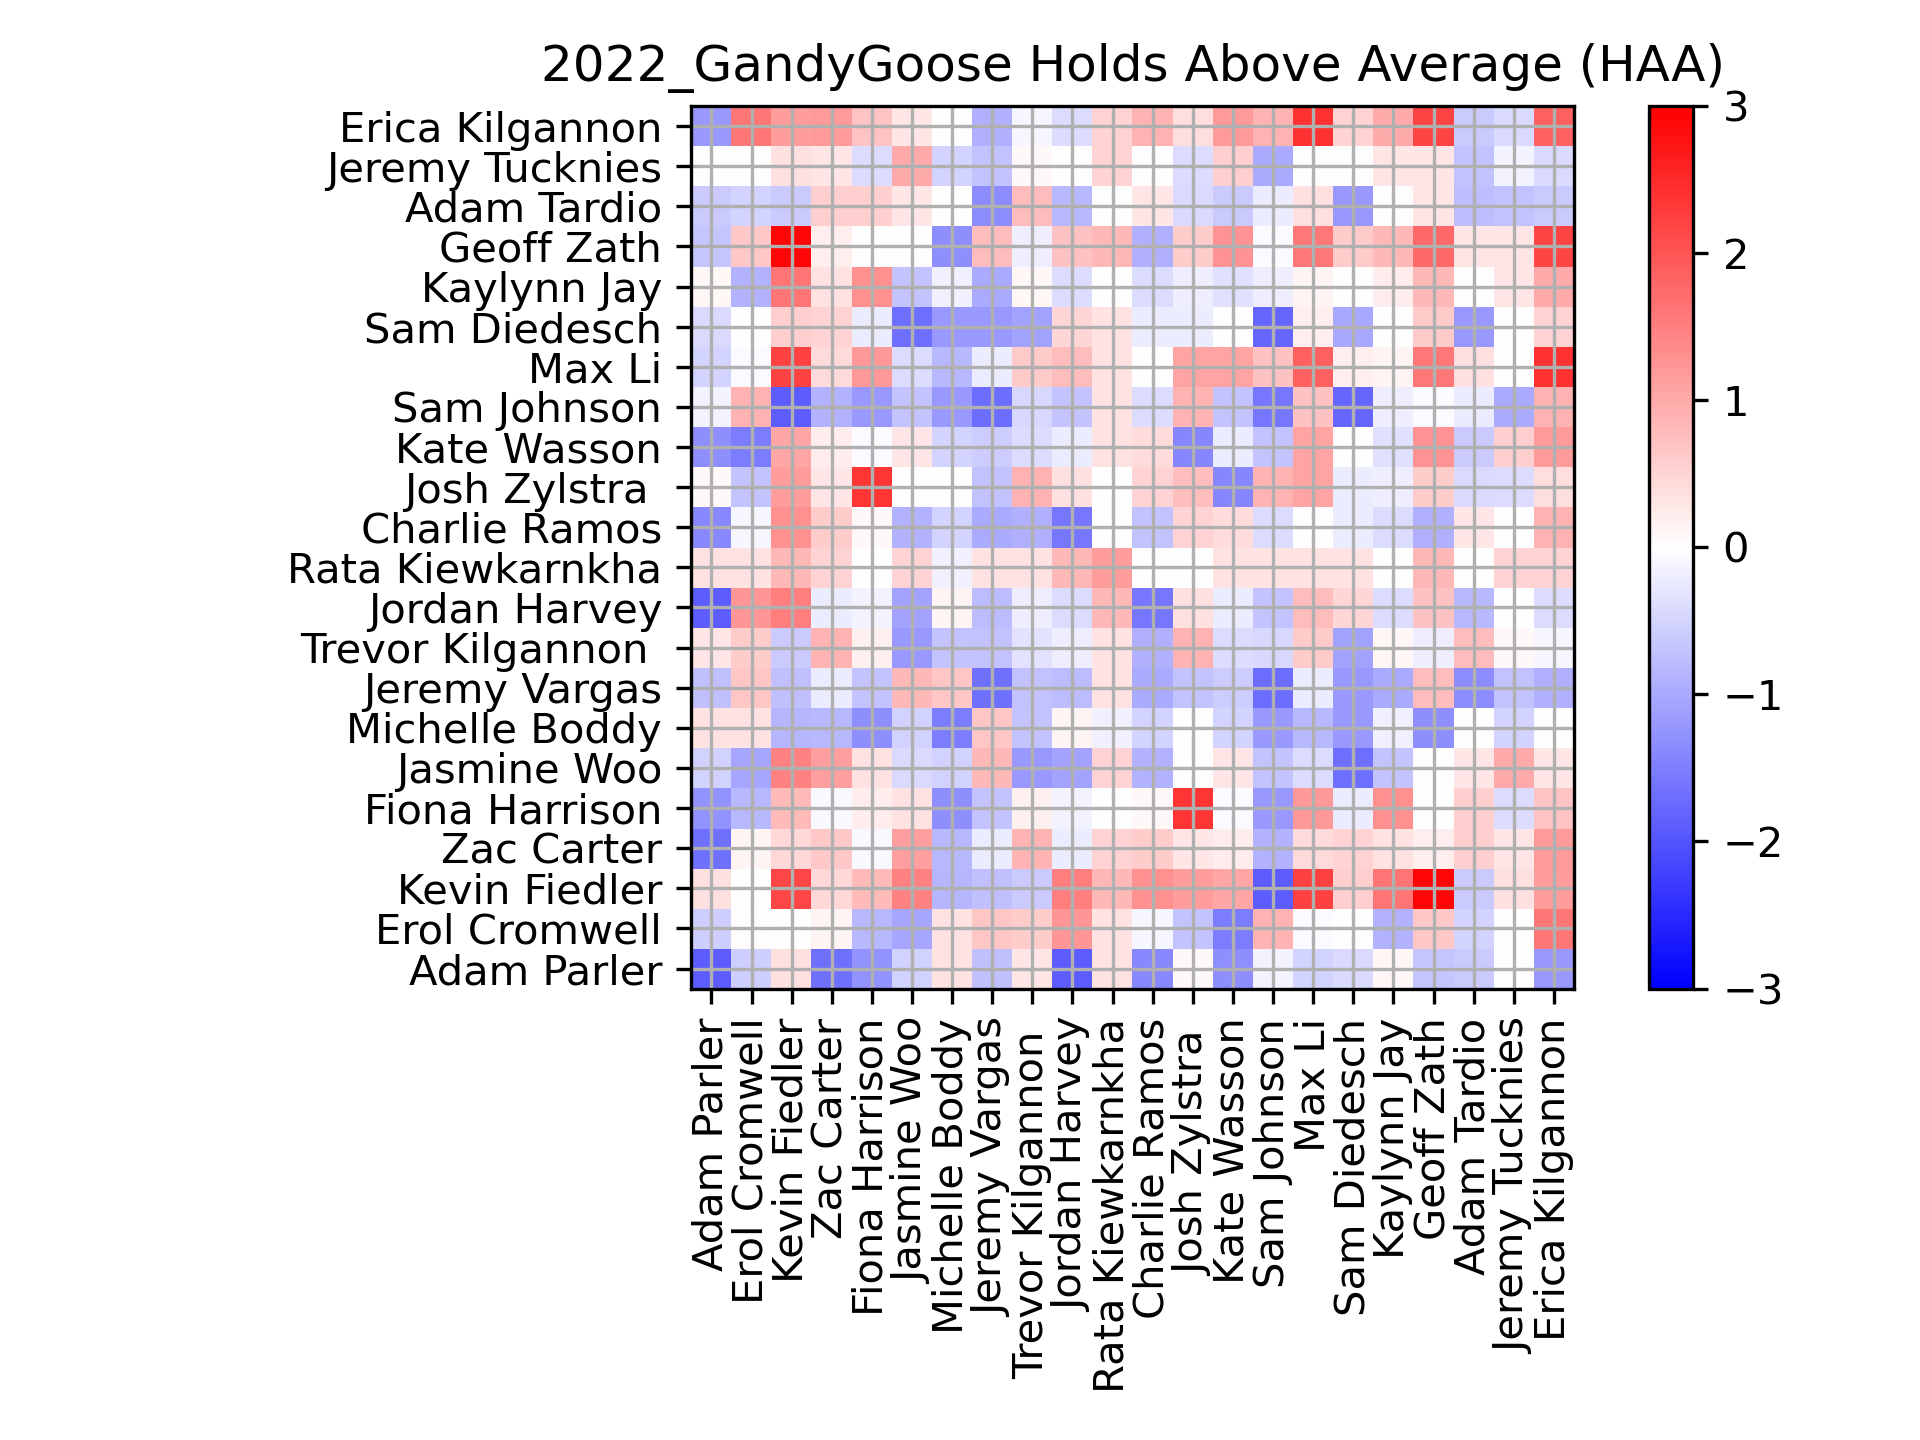 2022_GandyGoose Holds Above Average (HAA)
Erica Kilgannon
Jeremy Tucknies
Adam Tardio
Geoff Zath
Kaylynn Jay
Sam Diedesch
Max Li
Sam Johnson
Kate Wasson
Josh Zylstra
Charlie Ramos
Rata Kiewkarnkha
Jordan Harvey
Trevor Kilgannon
Jeremy Vargas
Michelle Boddy
Jasmine Woo
Fiona Harrison
Zac Carter
Kevin Fiedler
Erol Cromwell
Adam Parler
Adam Parler
Erol Cromwell
Kevin Fiedler
Zac Carter
Fiona Harrison
Jasmine Woo
Michelle Boddy
Jeremy Vargas
Trevor Kilgannon
Jordan Harvey
Rata Kiewkarnkha
Charlie Ramos
Josh Zylstra
Kate Wasson
Sam Johnson
Max Li
Sam Diedesch
Kaylynn Jay
Geoff Zath
Adam Tardio
Jeremy Tucknies
Erica Kilgannon
3
2
1
0
−1
−2
−3